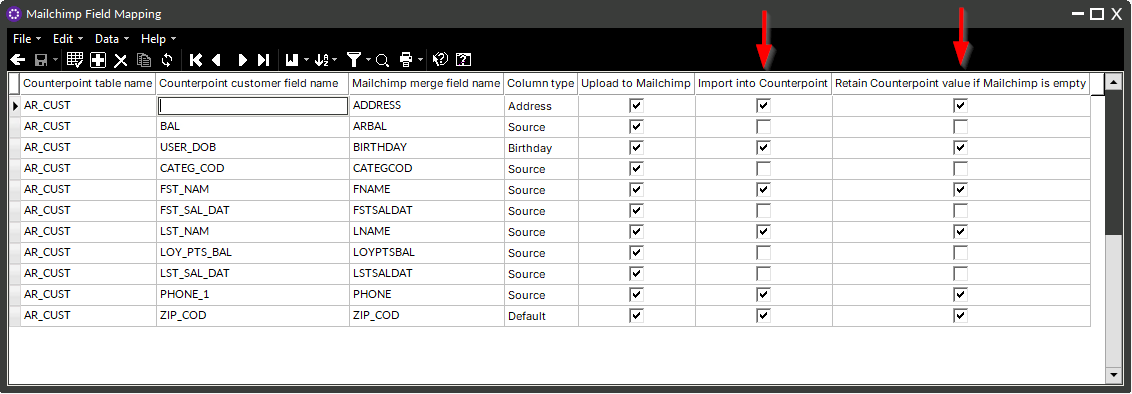 Mailchimp Field Mapping
File Edit Data Help
Counterpoint table name Counterpoint customer field name Mailchimp merge field name Column type Upload to Mailchimp Import into Counterpoint Retain Counterpoint value if Mailchimp is empty
AR_CUST ADDRESS Address
AR_CUST BAL ARBAL Source
AR_CUST USER_DOB BIRTHDAY Birthday
AR_CUST CATEG_COD CATEGCOD Source
AR_CUST FST_NAM FNAME Source
AR_CUST FST_SAL_DAT FSTSALDAT Source
AR_CUST LST_NAM LNAME Source
AR_CUST LOY_PTS_BAL LOYPTSBAL Source
AR_CUST LST_SAL_DAT LSTSALDAT Source
AR_CUST PHONE_1 PHONE Source
AR_CUST ZIP_COD ZIP_COD Default